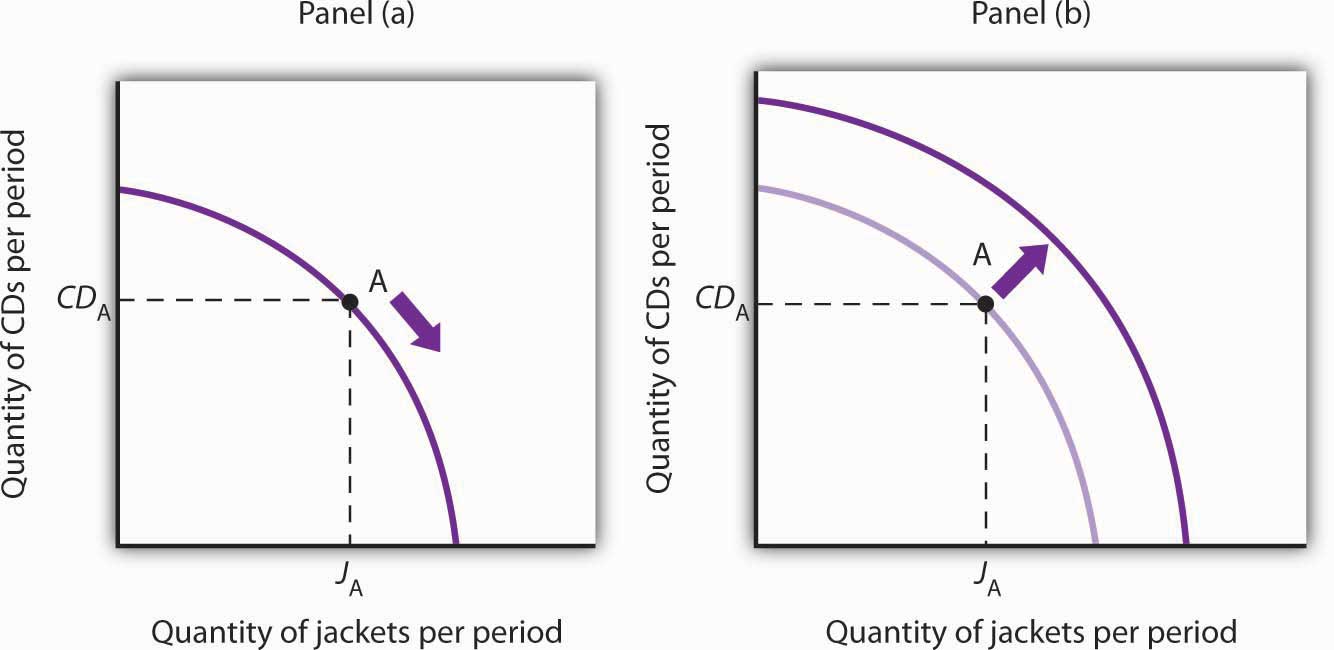 Panel (a)
Quantity of CDs per period
CD_A
A
J_A
Quantity of jackets per period
Panel (b)
Quantity of CDs per period
CD_A
A
J_A
Quantity of jackets per period